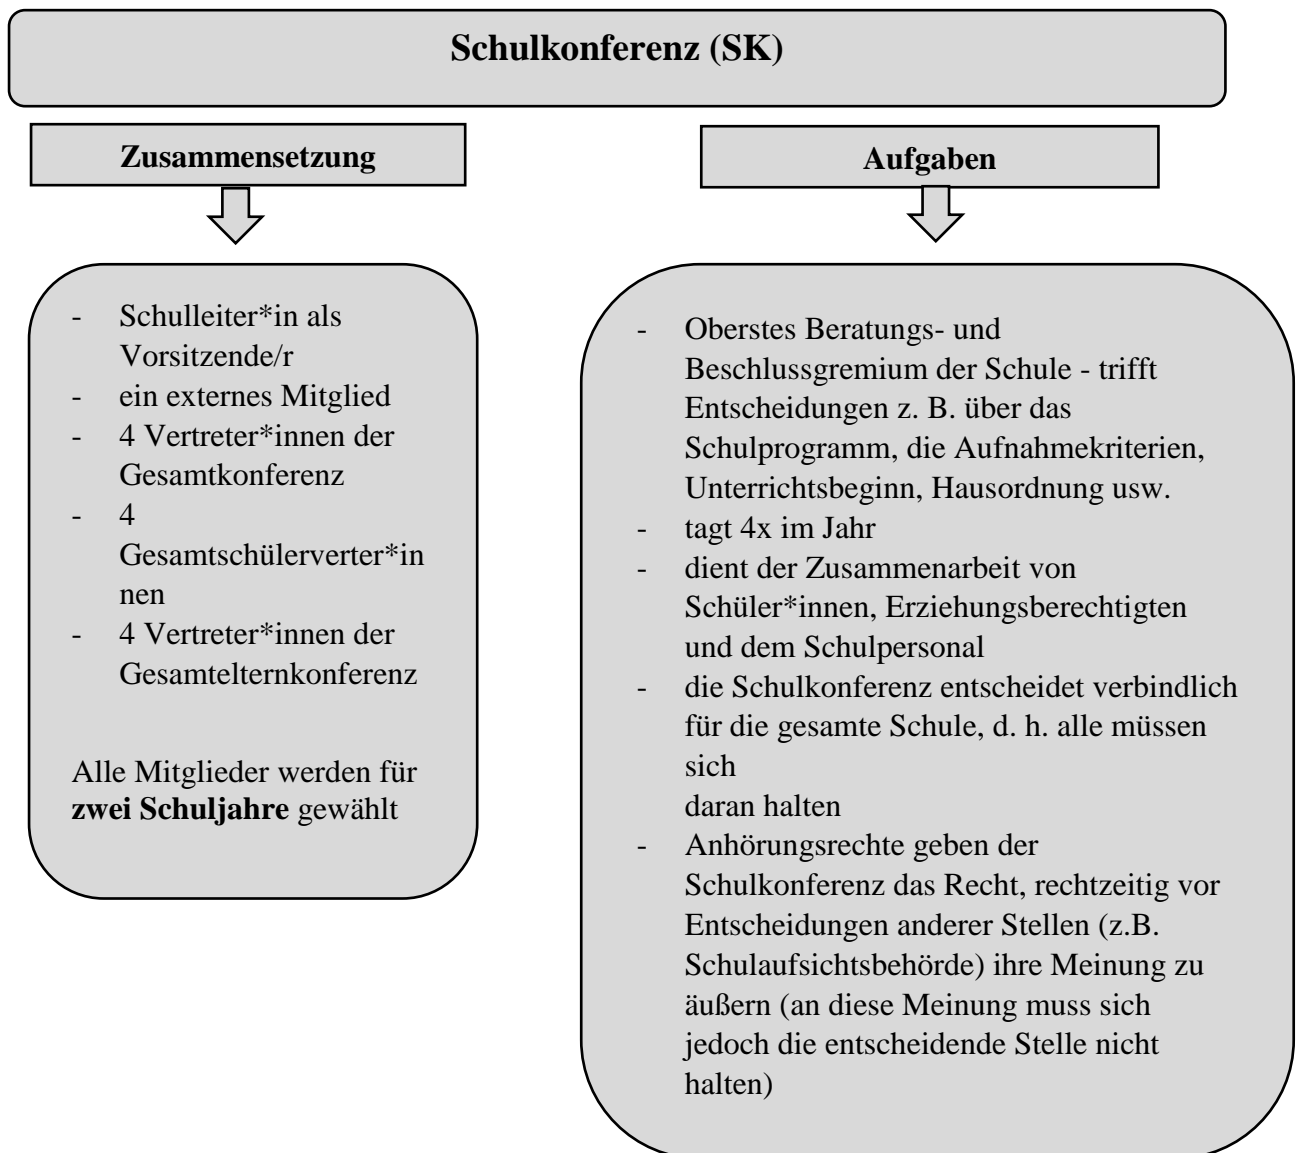 Schulkonferenz (SK)
Zusammensetzung
- Schulleiter*in als
Vorsitzende/r
- ein externes Mitglied
- 4 Vertreter*innen der
Gesamtkonferenz
- 4
Gesamtschülerverter*in
nen
- 4 Vertreter*innen der
Gesamtelternkonferenz
Alle Mitglieder werden für
zwei Schuljahre gewählt
Aufgaben
- Oberstes Beratungs- und
Beschlussgremium der Schule - trifft
Entscheidungen z. B. über das
Schulprogramm, die Aufnahmekriterien,
Unterrichtsbeginn, Hausordnung usw.
- tagt 4x im Jahr
- dient der Zusammenarbeit von
Schüler*innen, Erziehungsberechtigten
und dem Schulpersonal
- die Schulkonferenz entscheidet verbindlich
für die gesamte Schule, d. h. alle müssen
sich
daran halten
- Anhörungsrechte geben der
Schulkonferenz das Recht, rechtzeitig vor
Entscheidungen anderer Stellen (z.B.
Schulaufsichtsbehörde) ihre Meinung zu
äußern (an diese Meinung muss sich
jedoch die entscheidende Stelle nicht
halten)